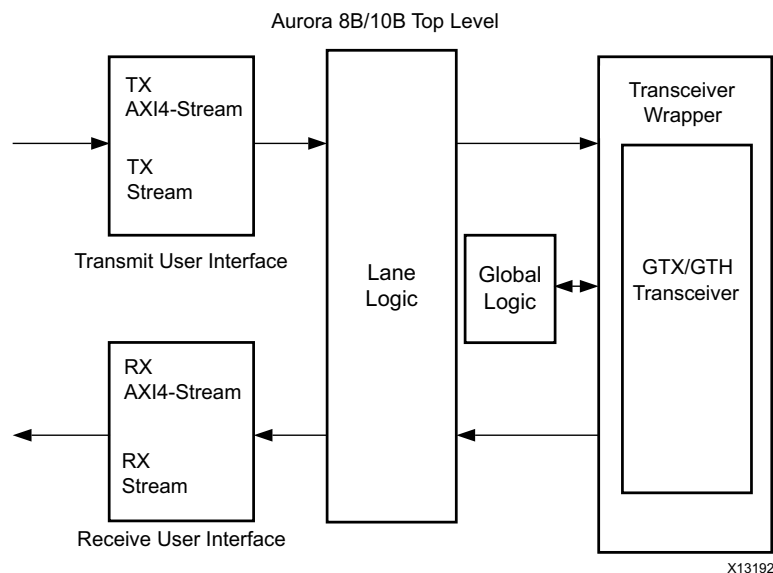 Aurora 8B/10B Top Level
TX
AXI4-Stream
TX
Stream
Transmit User Interface
RX
AXI4-Stream
RX
Stream
Receive User Interface
Lane
Logic
Global
Logic
Transceiver
Wrapper
GTX/GTH
Transceiver
X13192